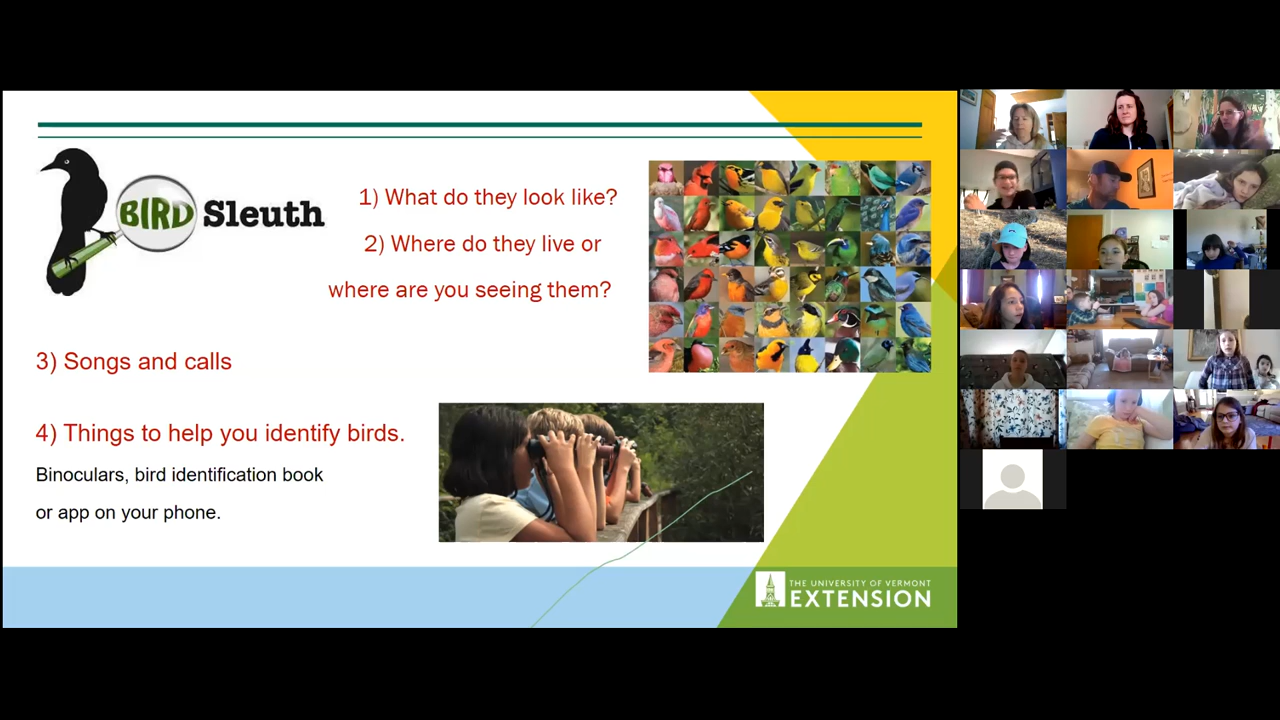 BIRD Sleuth
1) What do they look like?
2) Where do they live or
where are you seeing them?
3) Songs and calls
4) Things to help you identify birds.
Binoculars, bird identification book
or app on your phone.
THE UNIVERSITY OF VERMONT
EXTENSION